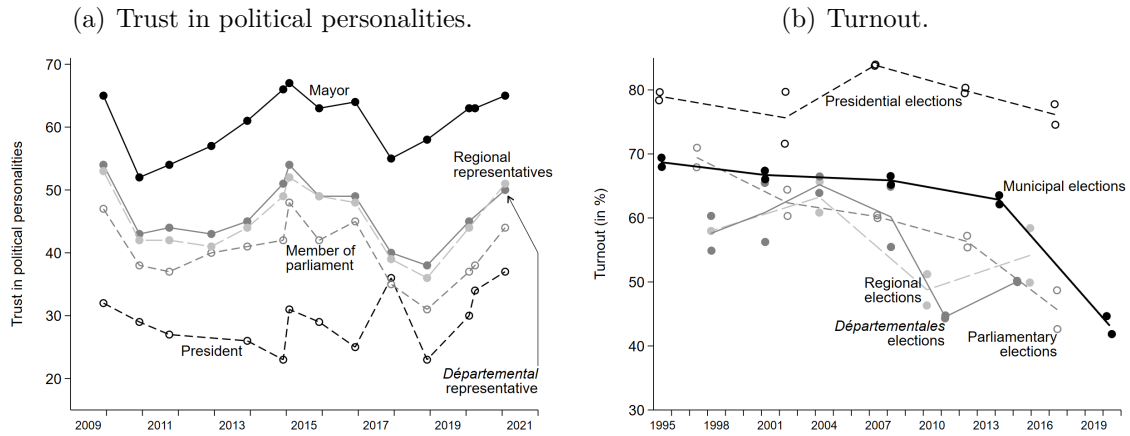 (a) Trust in political personalities.
Trust in political personalities
70
60
50
40
30
20
2009
2011
2013
2015
2017
2019
2021
Mayor
Regional
representatives
Member of
parliament
President
Départemental
representative
(b) Turnout.
Turnout (in %)
80
70
60
50
40
30
1995
1998
2001
2004
2007
2010
2013
2016
2019
Presidential elections
Municipal elections
Regional
elections
Départementales
elections
Parliamentary
elections